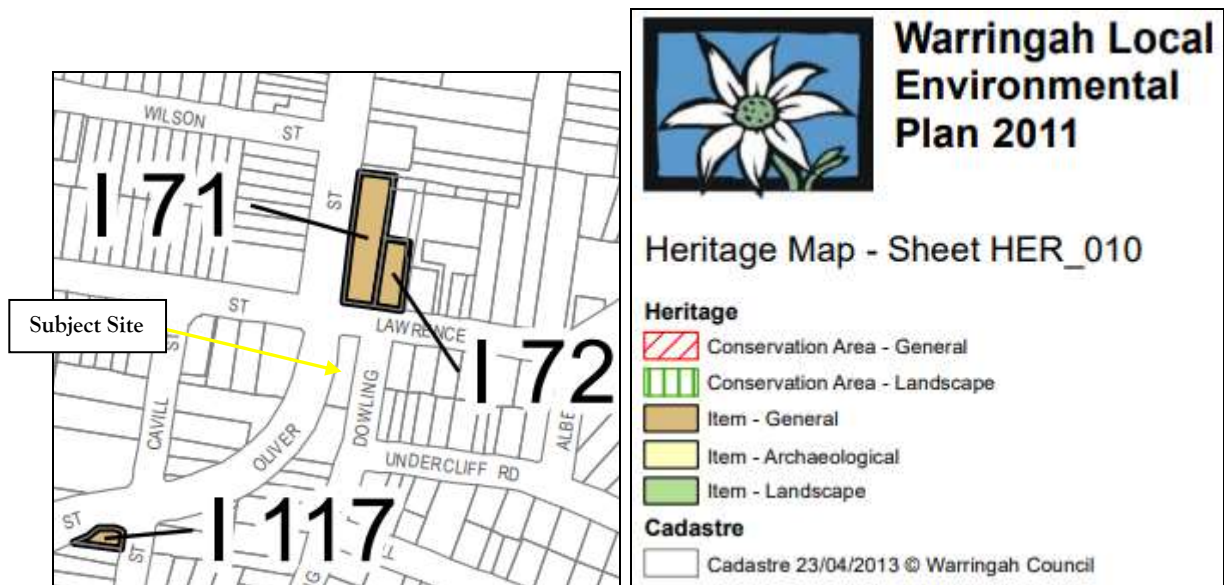 WILSON ST
I 71
ST
ST
Subject Site
LAWRENCE
I 72
ST
DOWLING
CAVILL
OLIVER
ALBE
UNDERCLIFF RD
I 117
ST
ST
Warringah Local
Environmental
Plan 2011
Heritage Map - Sheet HER_010
Heritage
Conservation Area - General
Conservation Area - Landscape
Item - General
Item - Archaeological
Item - Landscape
Cadastre
Cadastre 23/04/2013 © Warringah Council